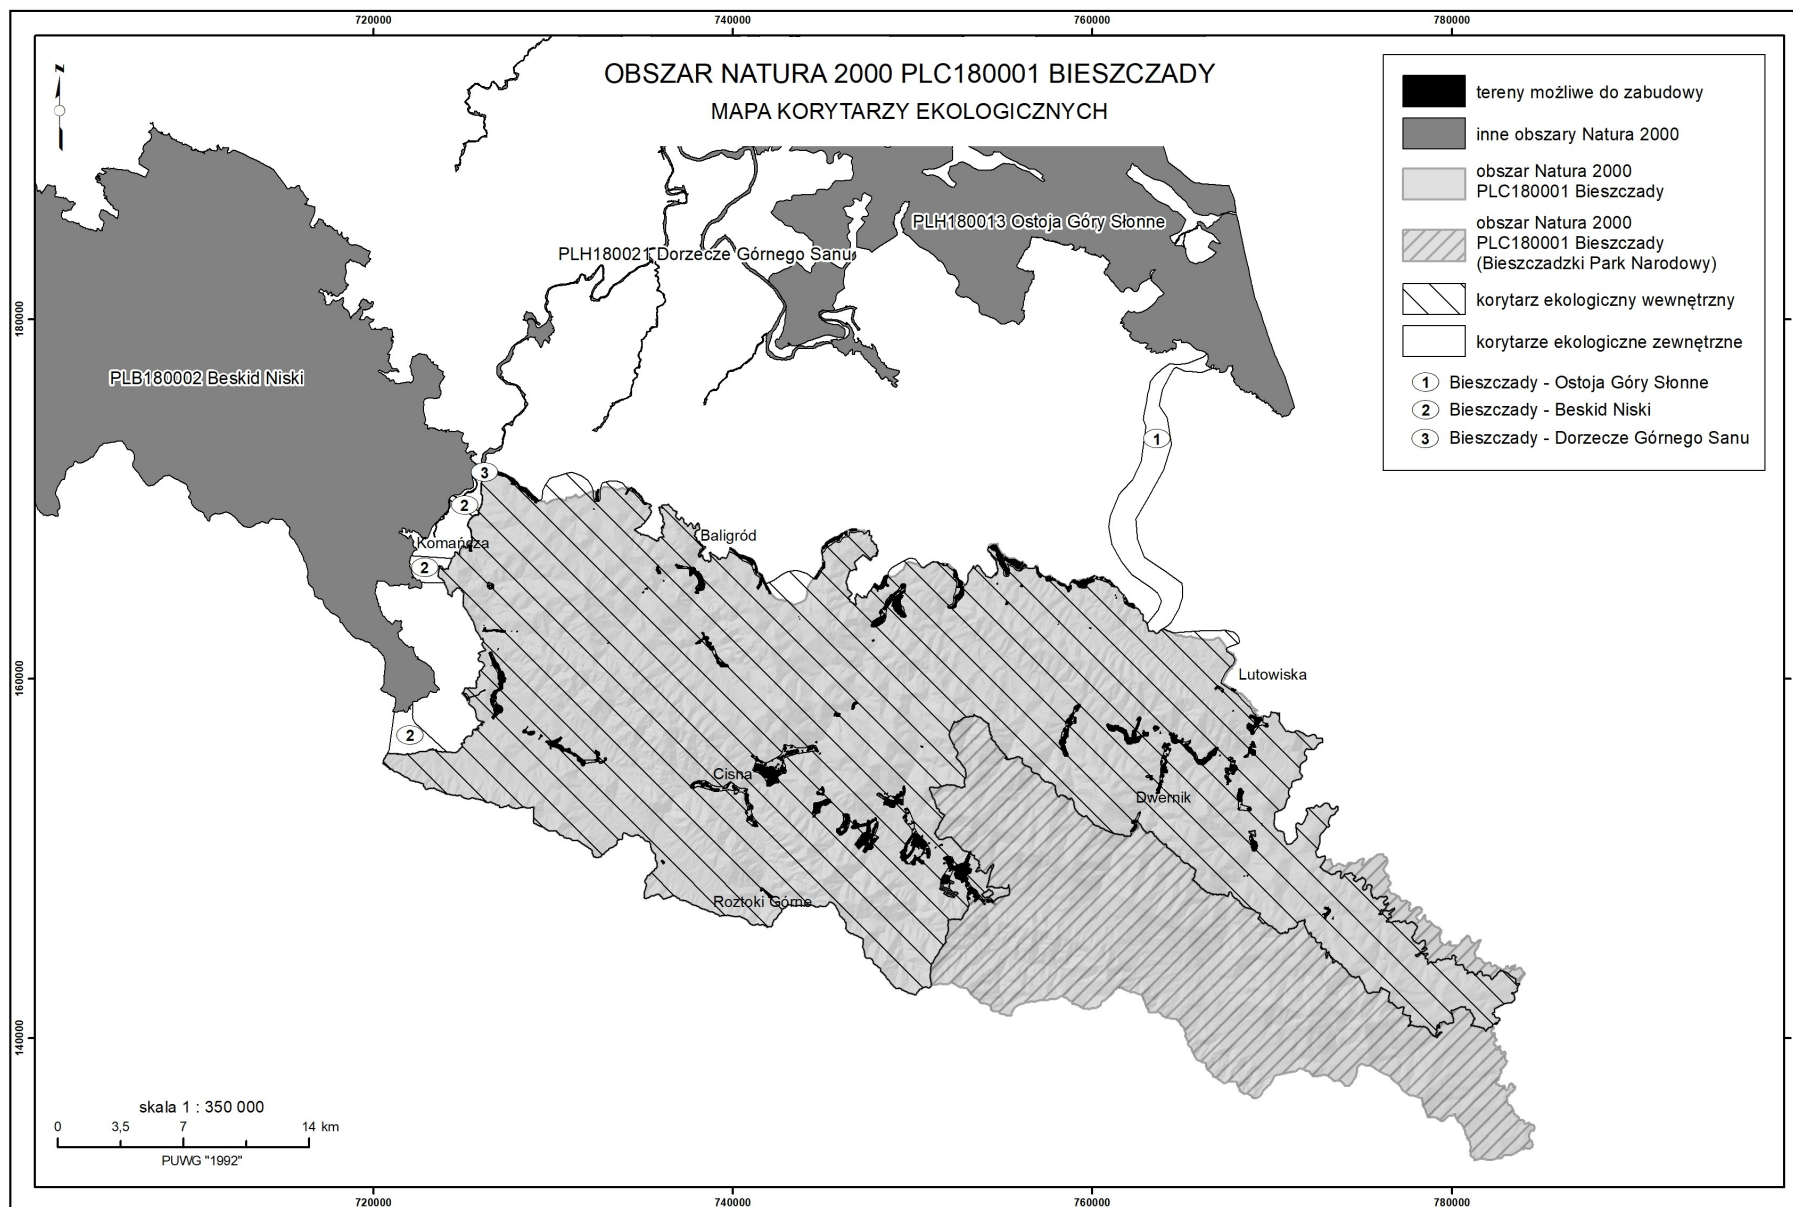 720000
740000
760000
780000
OBSZAR NATURA 2000 PLC180001 BIESZCZADY
MAPA KORYTARZY EKOLOGICZNYCH
N
tereny możliwe do zabudowy
inne obszary Natura 2000
obszar Natura 2000
PLC180001 Bieszczady
obszar Natura 2000
PLC180001 Bieszczady
(Bieszczadzki Park Narodowy)
korytarz ekologiczny wewnętrzny
korytarze ekologiczne zewnętrzne
1 Bieszczady - Ostoja Góry Słonne
2 Bieszczady - Beskid Niski
3 Bieszczady - Dorzecze Górnego Sanu
PLH180013 Ostoja Góry Słonne
PLH180021 Dorzecze Górnego Sanu
180000
PLB180002 Beskid Niski
1
3
2
Komańcza
Baligród
2
160000
Lutowiska
2
Cisna
Dwernik
Roztoki Górne
140000
skala 1 : 350 000
0 3,5 7 14 km
PUWG "1992"
720000
740000
760000
780000